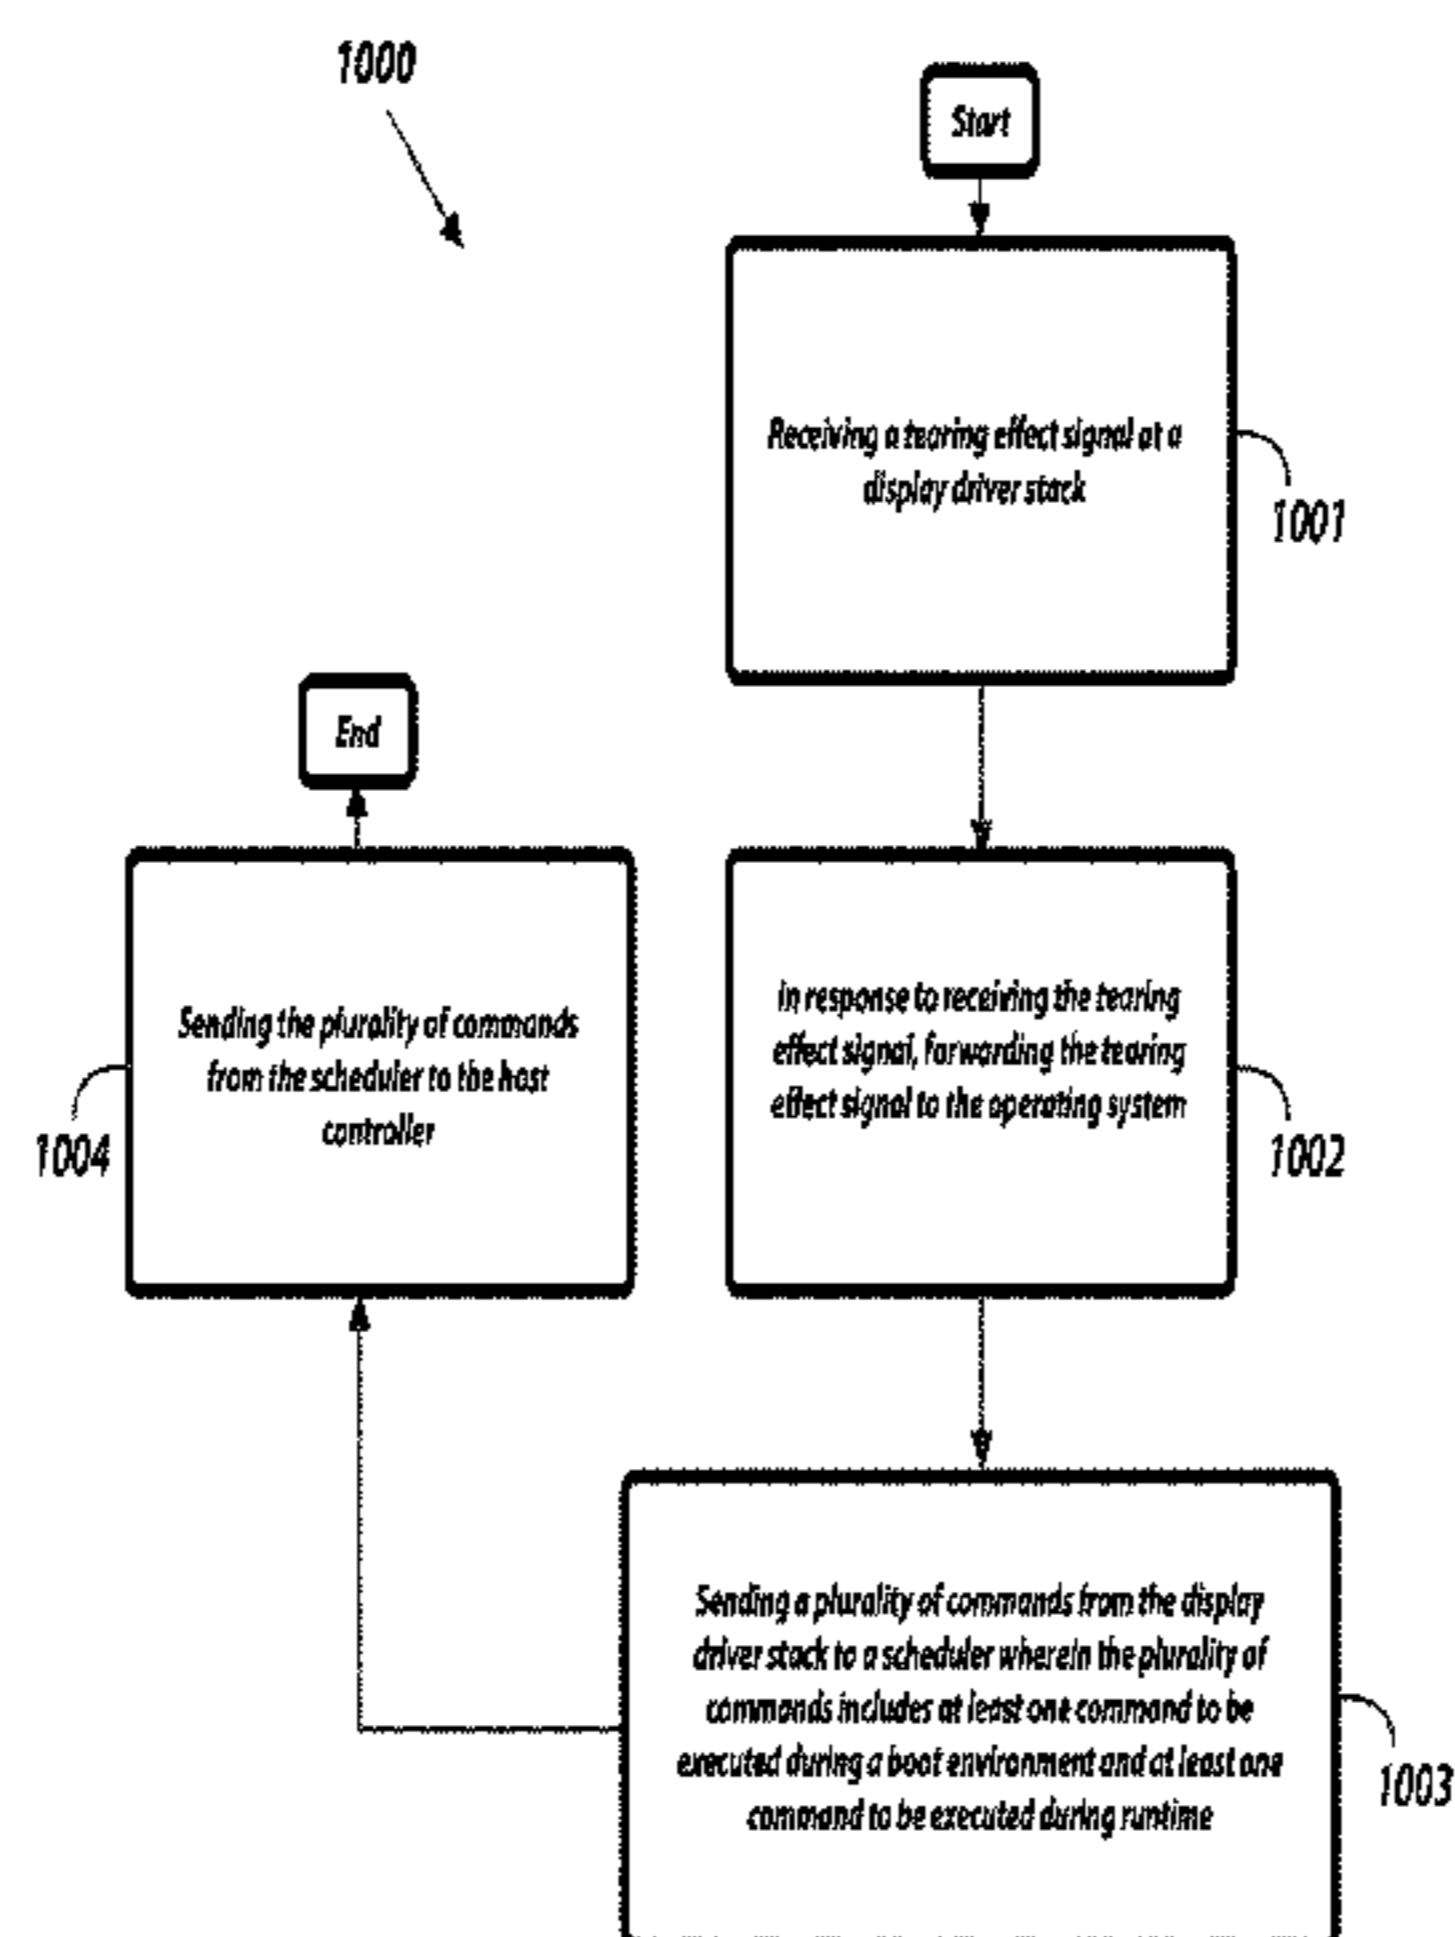 1000
Start
Receiving a tearing effect signal at a
display driver stack
1001
End
In response to receiving the tearing
effect signal, forwarding the tearing
effect signal to the operating system
1002
Sending the plurality of commands
from the scheduler to the host
controller
1004
Sending a plurality of commands from the display
driver stack to a scheduler wherein the plurality of
commands includes at least one command to be
executed during a boot environment and at least one
command to be executed during runtime
1003